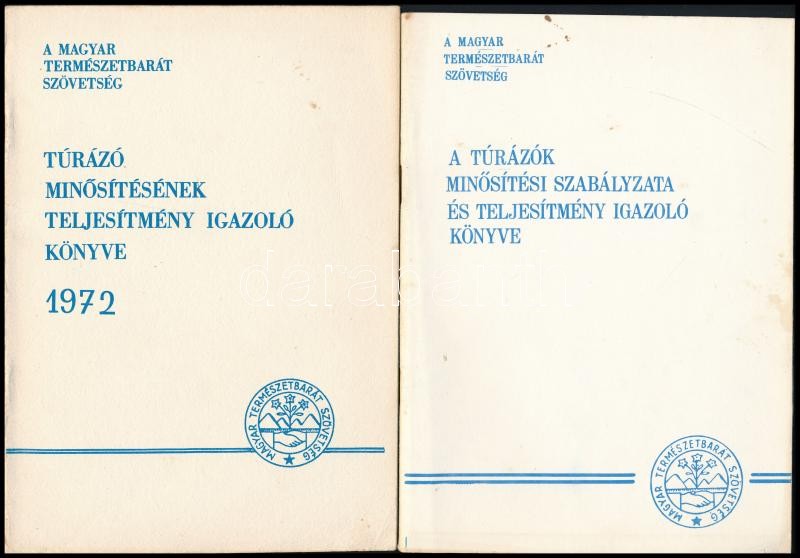 A MAGYAR
TERMÉSZETBARÁT
SZÖVETSÉG
TÚRÁZÓ
MINŐSÍTÉSÉNEK
TELJESÍTMÉNY IGAZOLÓ
KÖNYVE
1972
MAGYAR TERMÉSZETBARÁT SZÖVETSÉG
A MAGYAR
TERMÉSZETBARÁT
SZÖVETSÉG
A TÚRÁZÓK
MINŐSÍTÉSI SZABÁLYZATA
ÉS TELJESÍTMÉNY IGAZOLÓ
KÖNYVE
MAGYAR TERMÉSZETBARÁT SZÖVETSÉG